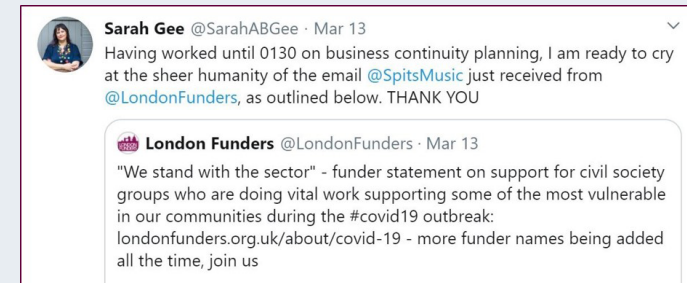 Sarah Gee @SarahABGee · Mar 13
Having worked until 0130 on business continuity planning, I am ready to cry
at the sheer humanity of the email @SpitsMusic just received from
@LondonFunders, as outlined below. THANK YOU
London Funders @LondonFunders · Mar 13
"We stand with the sector" - funder statement on support for civil society
groups who are doing vital work supporting some of the most vulnerable
in our communities during the #covid19 outbreak:
londonfunders.org.uk/about/covid-19 - more funder names being added
all the time, join us